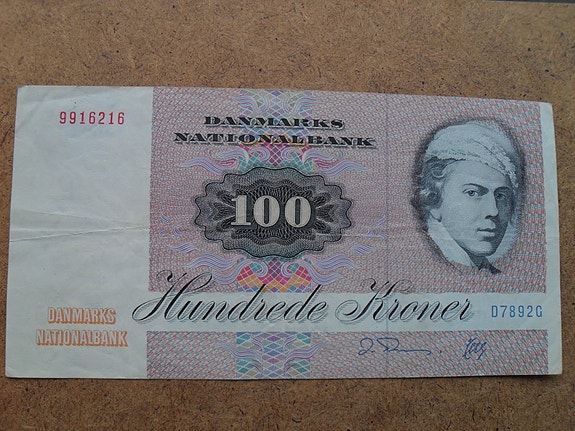 9916216
DANMARKS
NATIONALBANK
100
Hundrede Kroner
D7892G
DANMARKS
NATIONALBANK